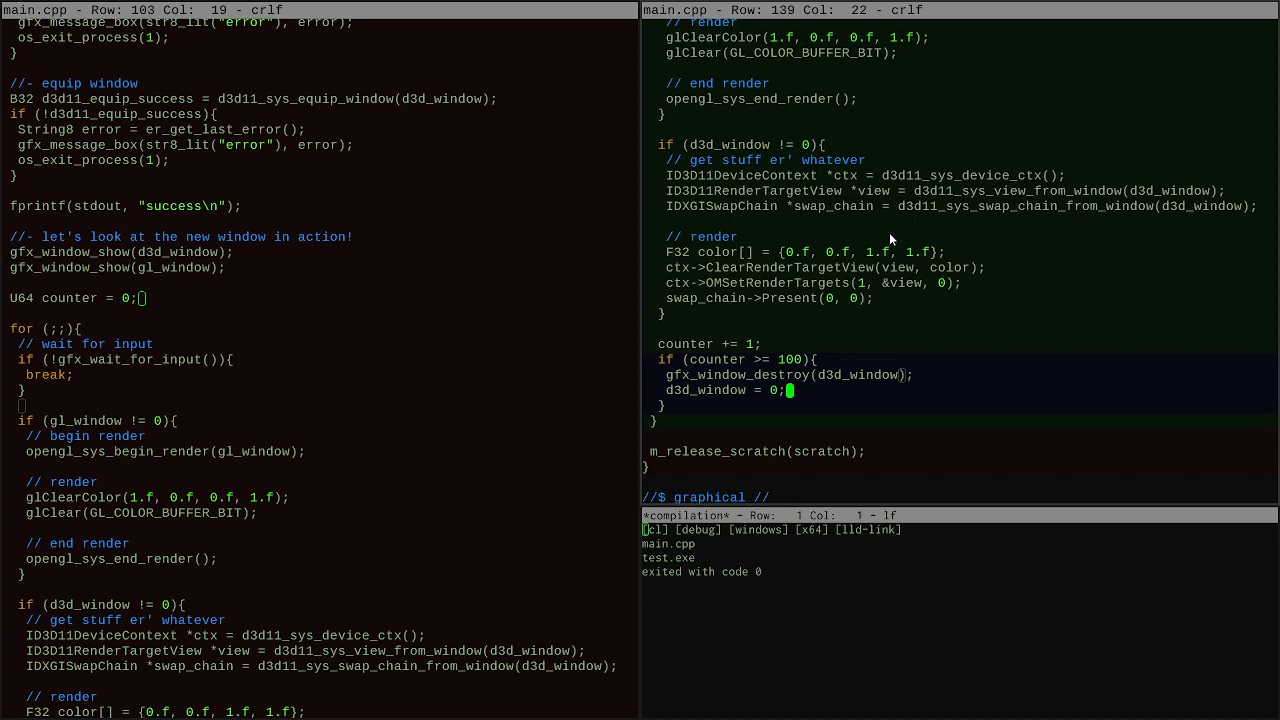 main.cpp - Row: 103 Col:  19 - crlf
gfx_message_box(str8_lit("error"), error);
os_exit_process(1);
}
//- equip window
B32 d3d11_equip_success = d3d11_sys_equip_window(d3d_window);
if (!d3d11_equip_success){
String8 error = er_get_last_error();
gfx_message_box(str8_lit("error"), error);
os_exit_process(1);
}
fprintf(stdout, "success\n");
//- let's look at the new window in action!
gfx_window_show(d3d_window);
gfx_window_show(gl_window);
U64 counter = 0;
for (;;){
// wait for input
if (!gfx_wait_for_input()){
break;
}
if (gl_window != 0){
// begin render
opengl_sys_begin_render(gl_window);
// render
glClearColor(1.f, 0.f, 0.f, 1.f);
glClear(GL_COLOR_BUFFER_BIT);
// end render
opengl_sys_end_render();
}
if (d3d_window != 0){
// get stuff er' whatever
ID3D11DeviceContext *ctx = d3d11_sys_device_ctx();
ID3D11RenderTargetView *view = d3d11_sys_view_from_window(d3d_window);
IDXGISwapChain *swap_chain = d3d11_sys_swap_chain_from_window(d3d_window);
// render
F32 color[] = {0.f, 0.f, 1.f, 1.f};
main.cpp - Row: 139 Col:  22 - crlf
// render
glClearColor(1.f, 0.f, 0.f, 1.f);
glClear(GL_COLOR_BUFFER_BIT);
// end render
opengl_sys_end_render();
}
if (d3d_window != 0){
// get stuff er' whatever
ID3D11DeviceContext *ctx = d3d11_sys_device_ctx();
ID3D11RenderTargetView *view = d3d11_sys_view_from_window(d3d_window);
IDXGISwapChain *swap_chain = d3d11_sys_swap_chain_from_window(d3d_window);
// render
F32 color[] = {0.f, 0.f, 1.f, 1.f};
ctx->ClearRenderTargetView(view, color);
ctx->OMSetRenderTargets(1, &view, 0);
swap_chain->Present(0, 0);
}
counter += 1;
if (counter >= 100){
gfx_window_destroy(d3d_window);
d3d_window = 0;
}
}
m_release_scratch(scratch);
}
//$ graphical //
*compilation* - Row:   1 Col:   1 - lf
[cl] [debug] [windows] [x64] [lld-link]
main.cpp
test.exe
exited with code 0